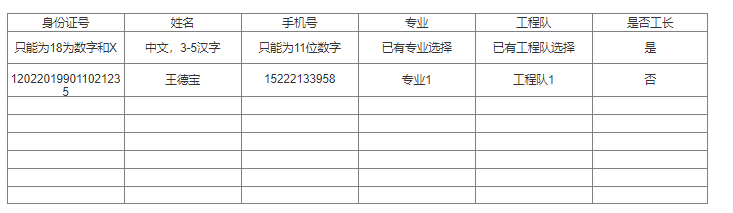 身份证号 姓名 手机号 专业 工程队 是否工长
只能为18为数字和X 中文，3-5汉字 只能为11位数字 已有专业选择 已有工程队选择 是
12022019901102123 王德宝 15222133958 专业1 工程队1 否
5